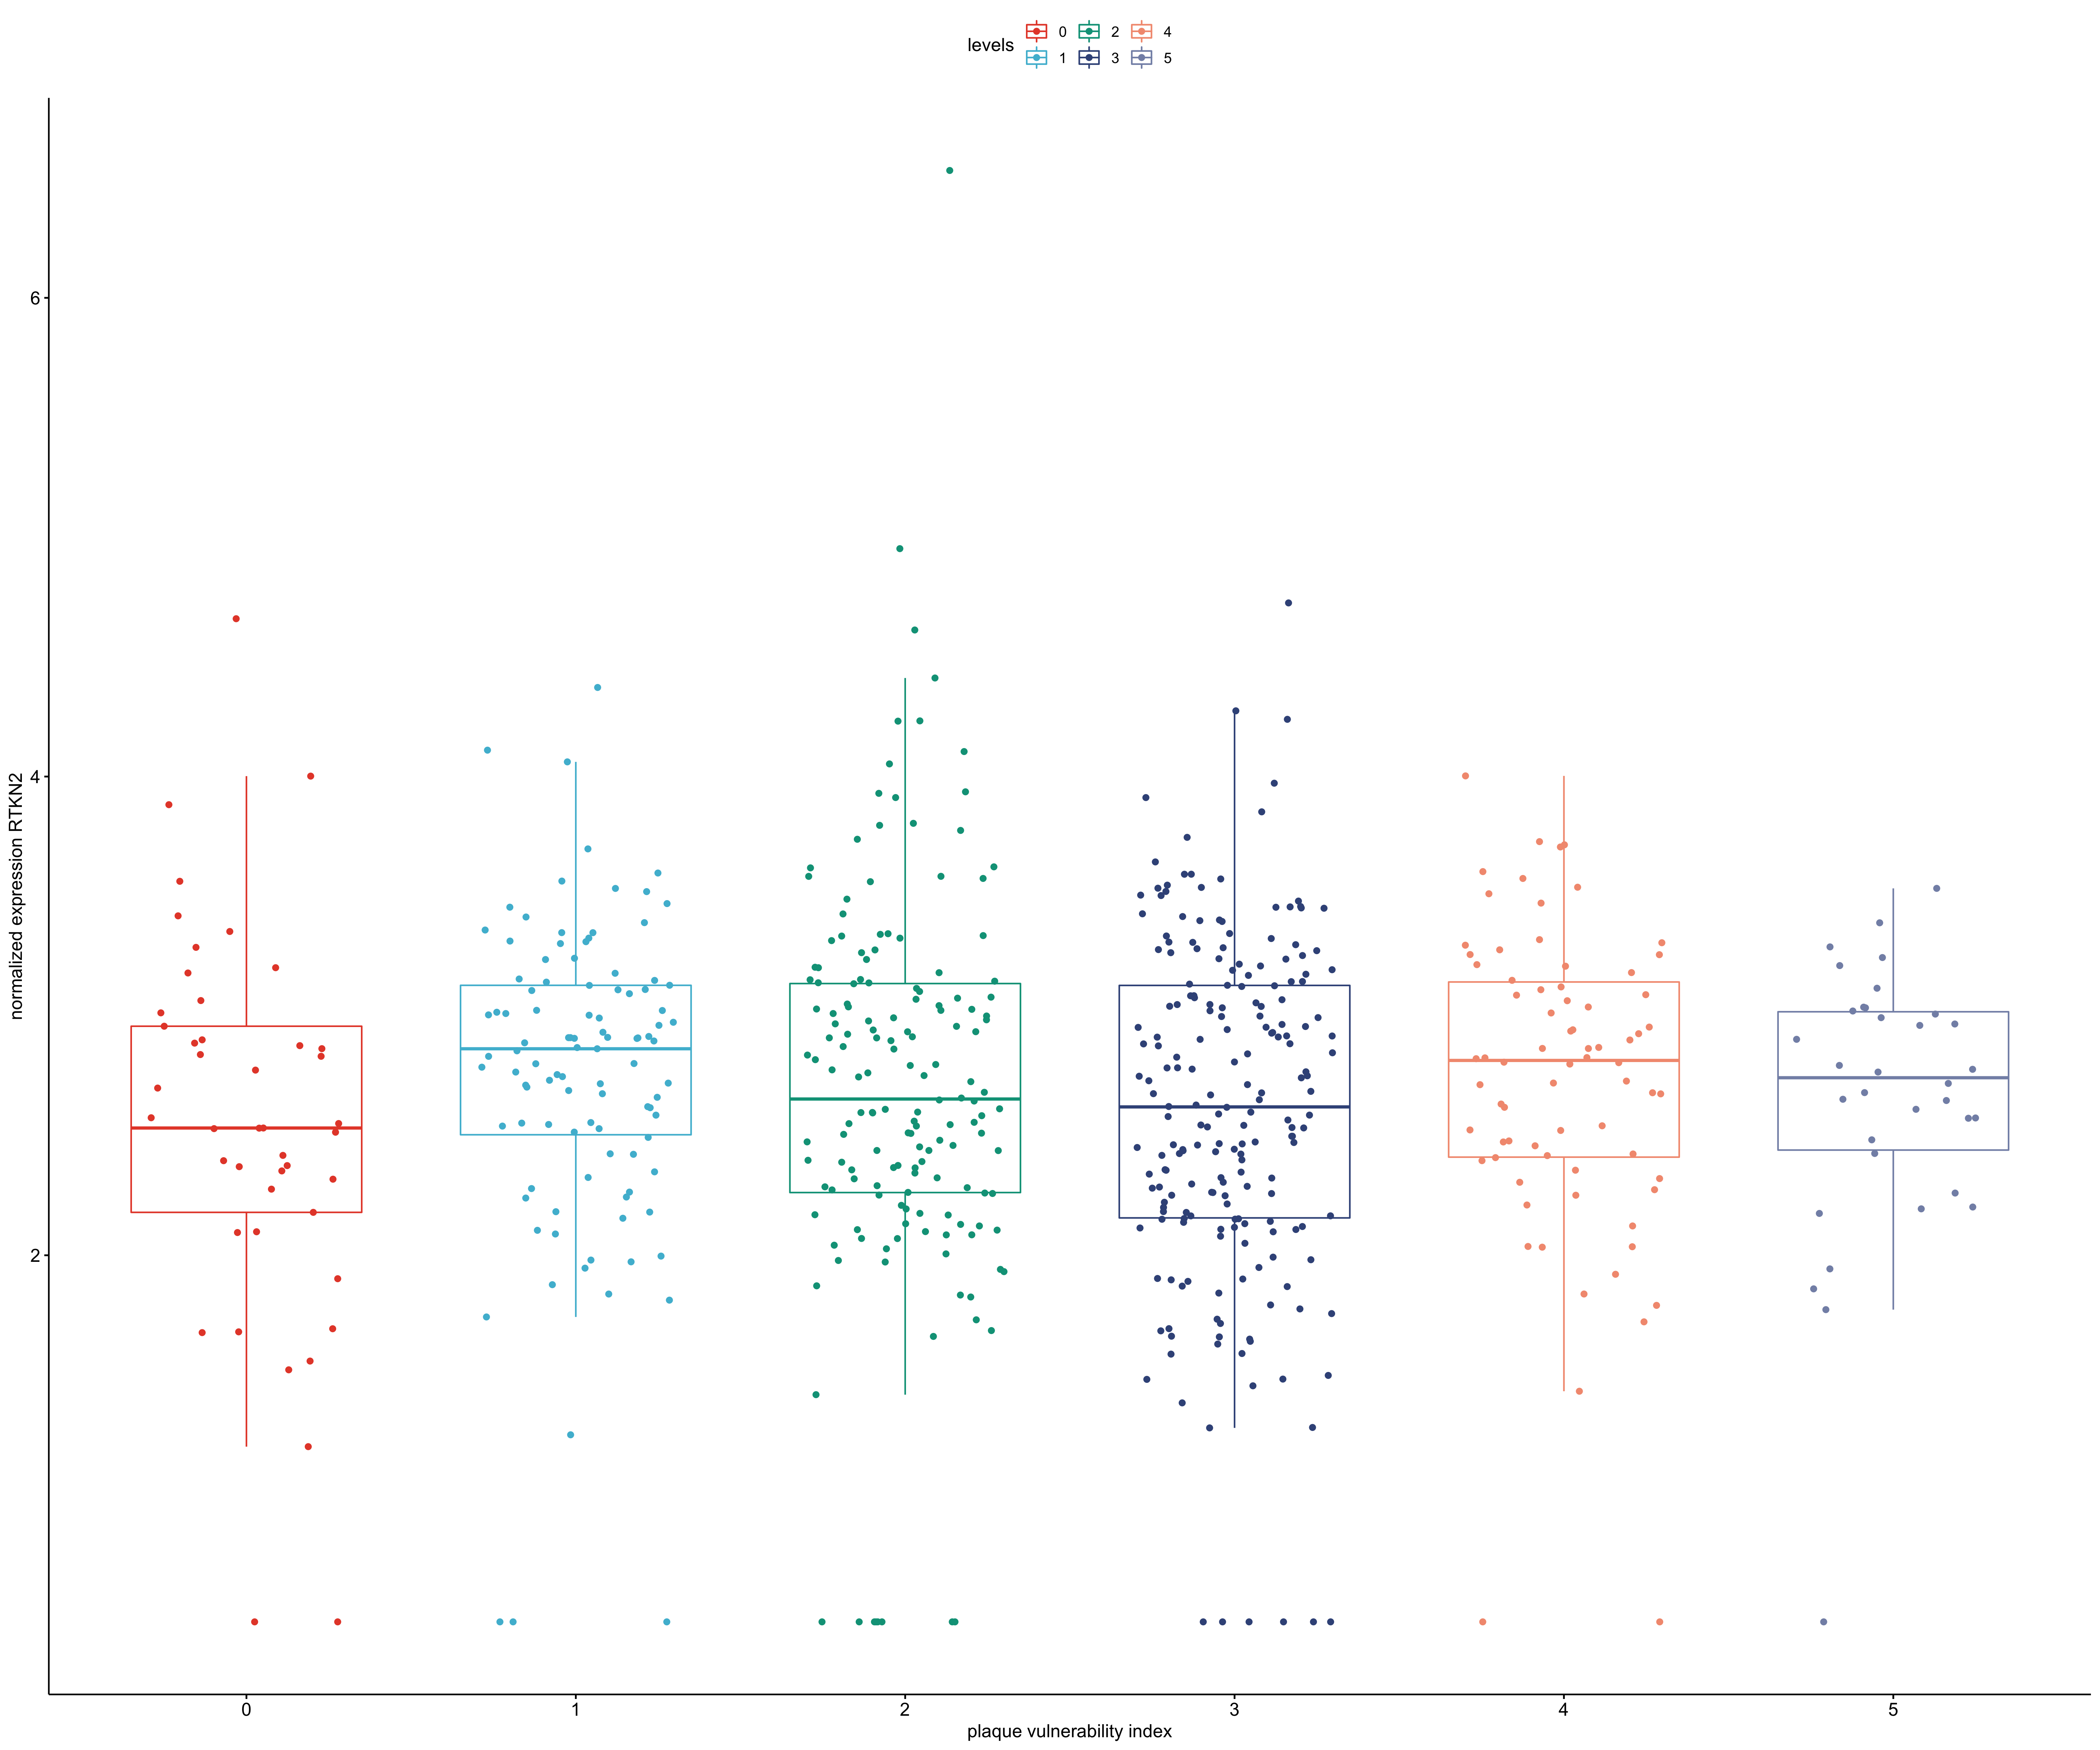 levels
0 2 4
1 3 5
normalized expression RTKN2
6
4
2
0 1 2 3 4 5
plaque vulnerability index